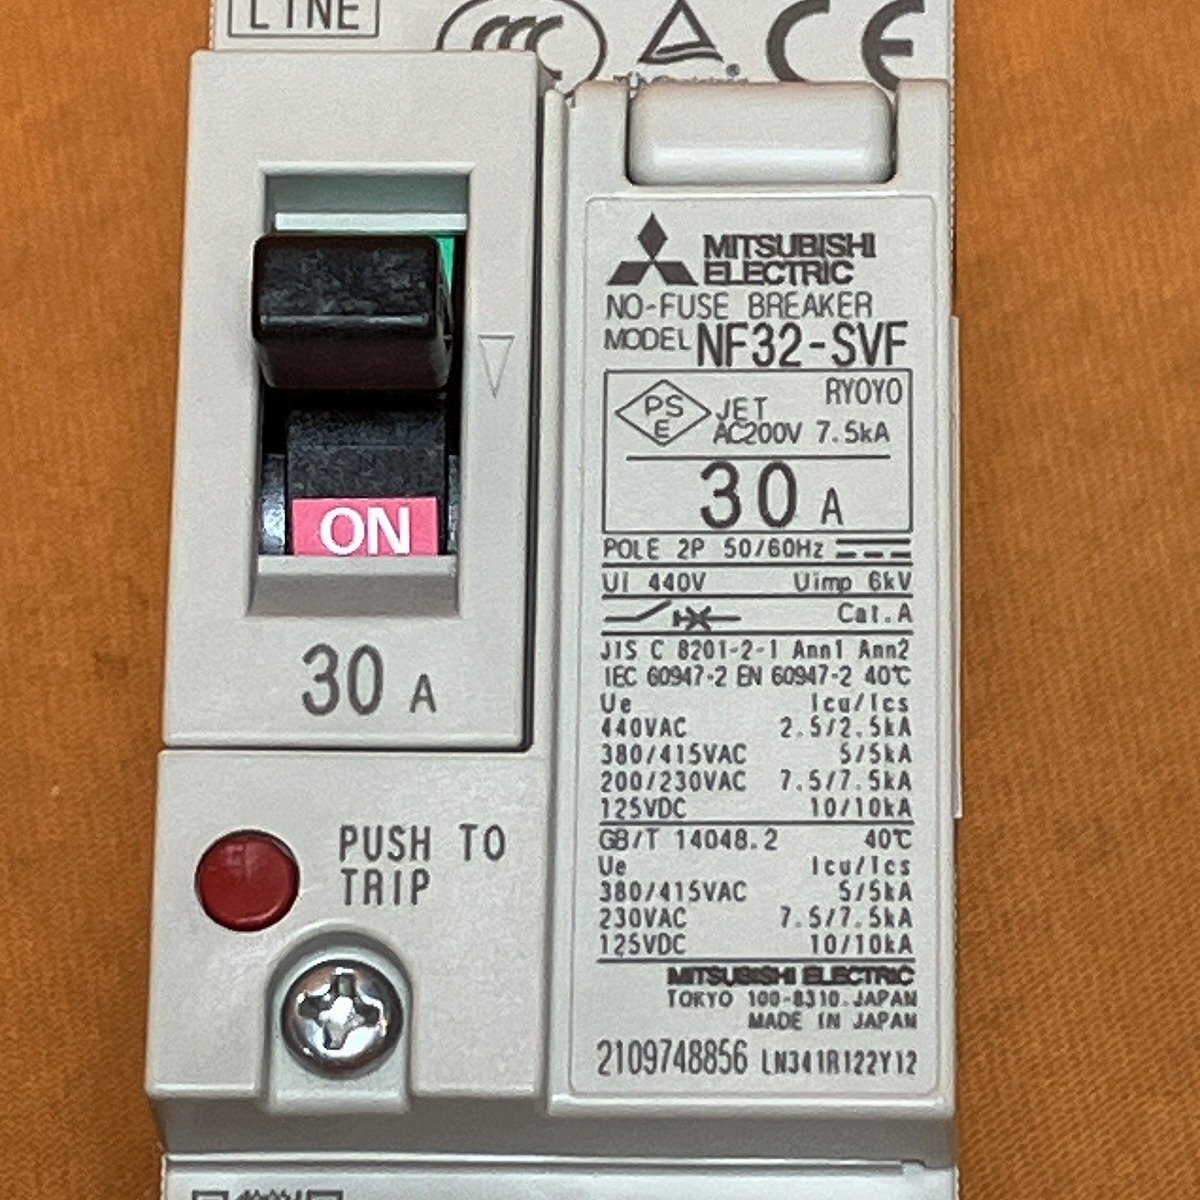 LINE
CCC
CE
ON
30 A
PUSH TO
TRIP
MITSUBISHI
ELECTRIC
NO-FUSE BREAKER
MODEL NF32-SVF
RYOYO
PS
E
JET
AC200V 7.5kA
30 A
POLE 2P 50/60Hz
Ui 440V Uimp 6kV
Cat.A
JIS C 8201-2-1 Ann1 Ann2
IEC 60947-2 EN 60947-2 40℃
Ue Icu/Ics
440VAC 2.5/2.5kA
380/415VAC 5/5kA
200/230VAC 7.5/7.5kA
125VDC 10/10kA
GB/T 14048.2 40℃
Ue Icu/Ics
380/415VAC 5/5kA
230VAC 7.5/7.5kA
125VDC 10/10kA
MITSUBISHI ELECTRIC
TOKYO 100-8310.JAPAN
MADE IN JAPAN
2109748856 LN341R122Y12